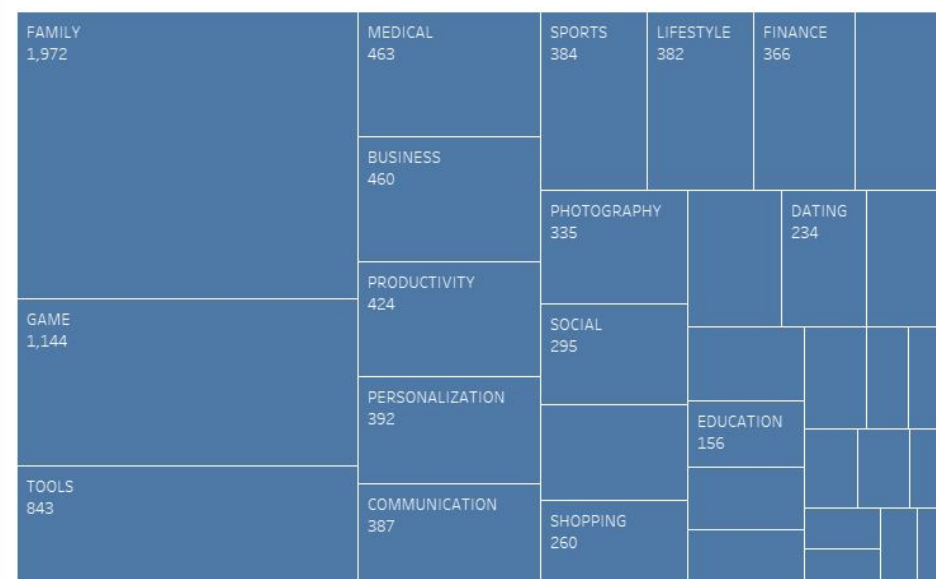 FAMILY
1,972
GAME
1,144
TOOLS
843
MEDICAL
463
BUSINESS
460
PRODUCTIVITY
424
PERSONALIZATION
392
COMMUNICATION
387
SPORTS
384
LIFESTYLE
382
FINANCE
366
PHOTOGRAPHY
335
SOCIAL
295
SHOPPING
260
DATING
234
EDUCATION
156